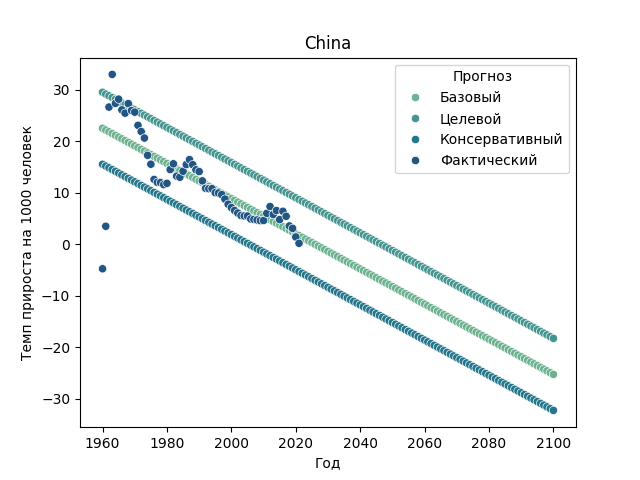 China
Прогноз
Базовый
Целевой
Консервативный
Фактический
Темп прироста на 1000 человек
30
20
10
0
−10
−20
−30
1960 1980 2000 2020 2040 2060 2080 2100
Год